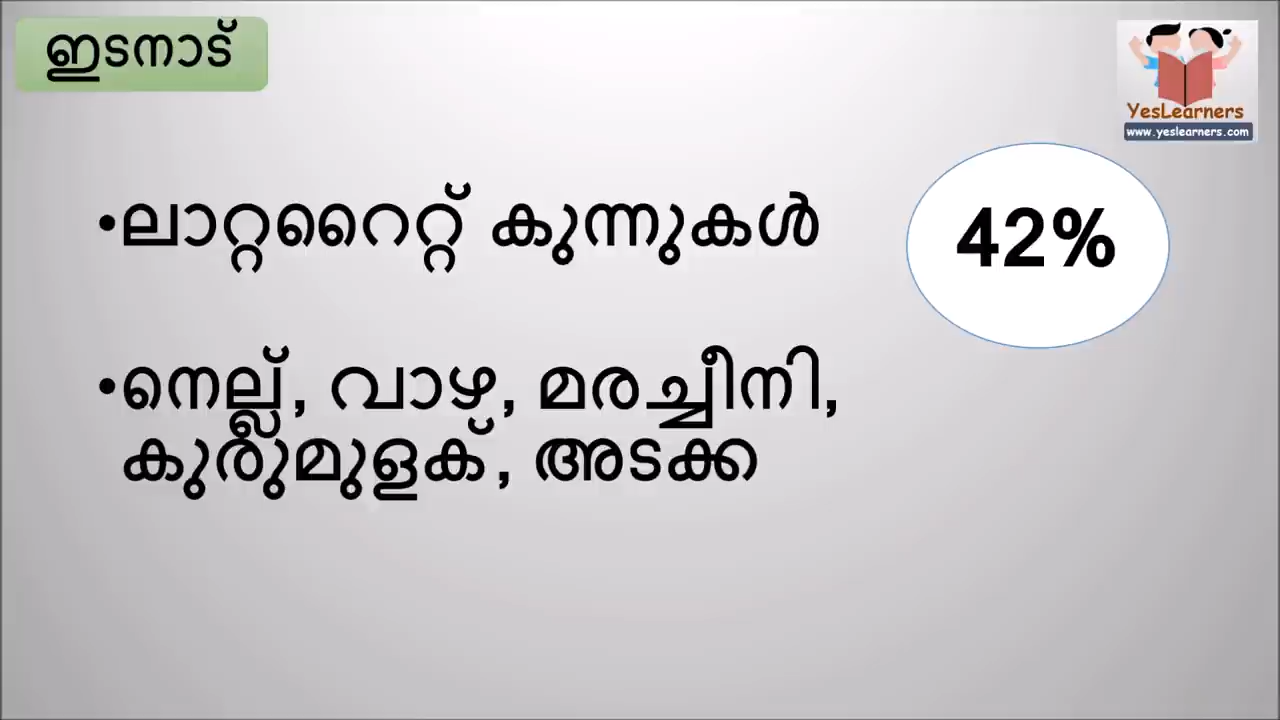 ഇടനാട്
YesLearners
www.yeslearners.com
•ലാറ്ററൈറ്റ് കുന്നുകൾ
42%
•നെല്ല്, വാഴ, മരച്ചീനി,
കുരുമുളക്, അടക്ക